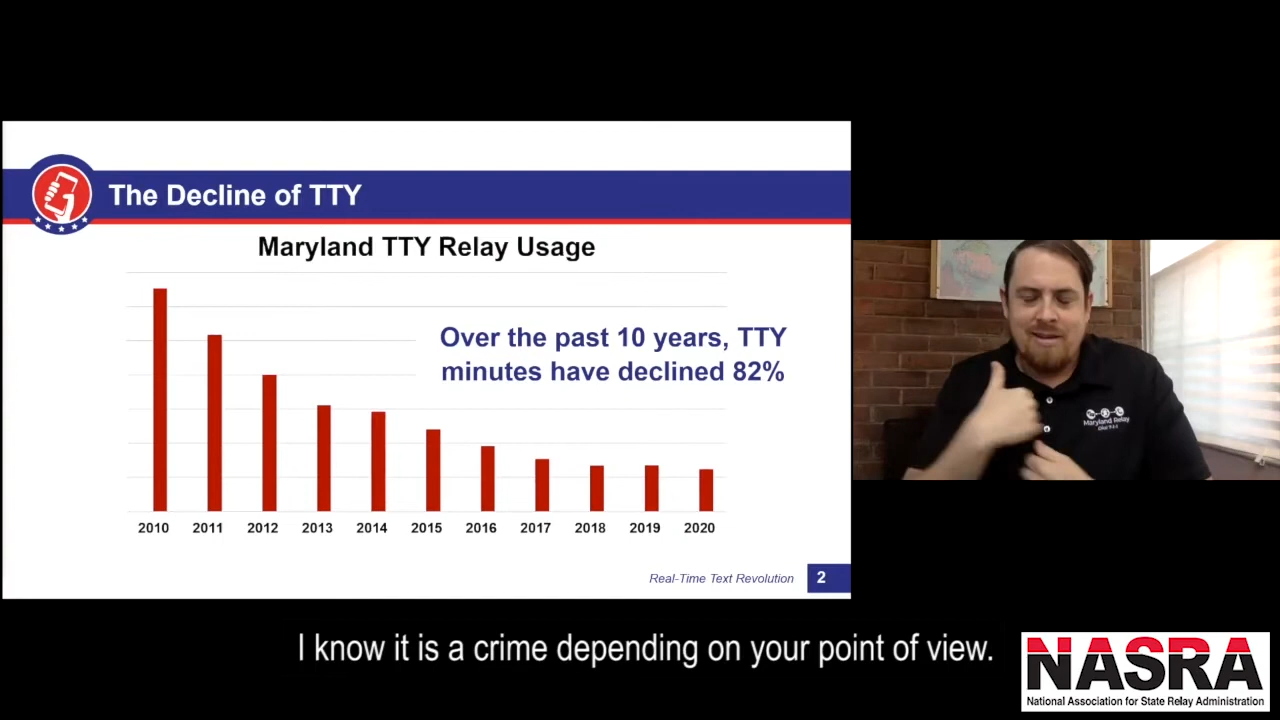 The Decline of TTY
Maryland TTY Relay Usage
Over the past 10 years, TTY
minutes have declined 82%
2010 2011 2012 2013 2014 2015 2016 2017 2018 2019 2020
Real-Time Text Revolution 2
Maryland Relay
I know it is a crime depending on your point of view.
NASRA
National Association for State Relay Administration